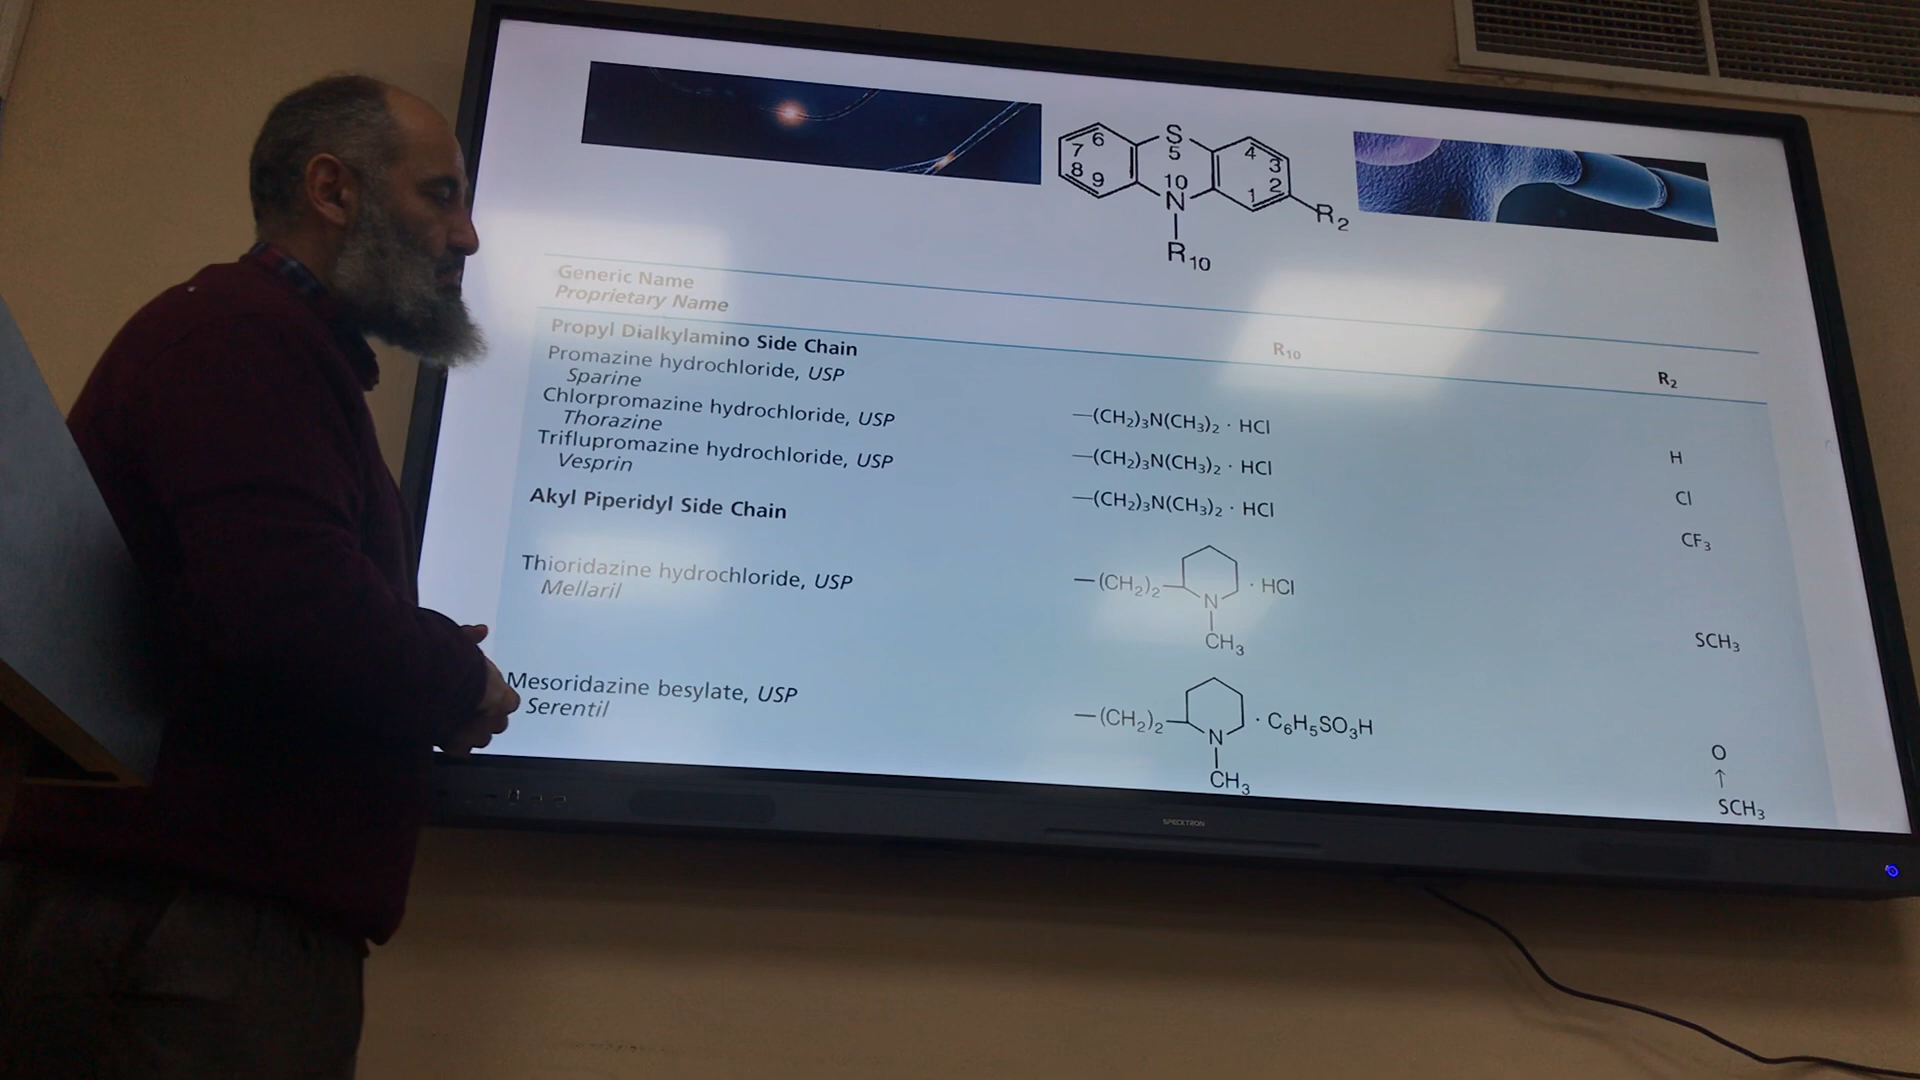 S
6 5 4
7 3
8 10 2
9 N 1
R2
R10
Generic Name
Proprietary Name
R10 R2
Propyl Dialkylamino Side Chain
Promazine hydrochloride, USP —(CH2)3N(CH3)2 · HCl H
Sparine
Chlorpromazine hydrochloride, USP —(CH2)3N(CH3)2 · HCl Cl
Thorazine
Triflupromazine hydrochloride, USP —(CH2)3N(CH3)2 · HCl CF3
Vesprin
Akyl Piperidyl Side Chain
Thioridazine hydrochloride, USP —(CH2)2 · HCl SCH3
Mellaril
N
CH3
Mesoridazine besylate, USP —(CH2)2 · C6H5SO3H O
Serentil
N ↑
CH3 SCH3
SPECKTRON